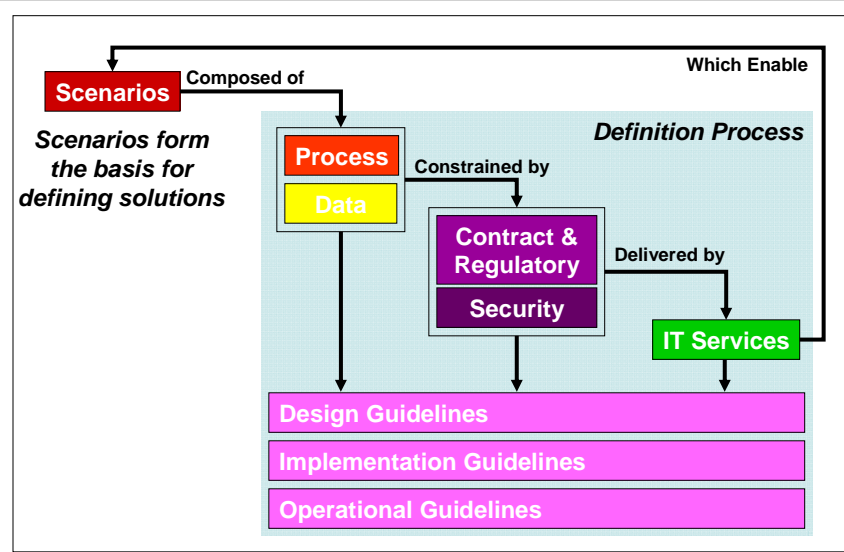 Which Enable
Scenarios
Composed of
Scenarios form
the basis for
defining solutions
Definition Process
Process
Data
Constrained by
Contract &
Regulatory
Security
Delivered by
IT Services
Design Guidelines
Implementation Guidelines
Operational Guidelines